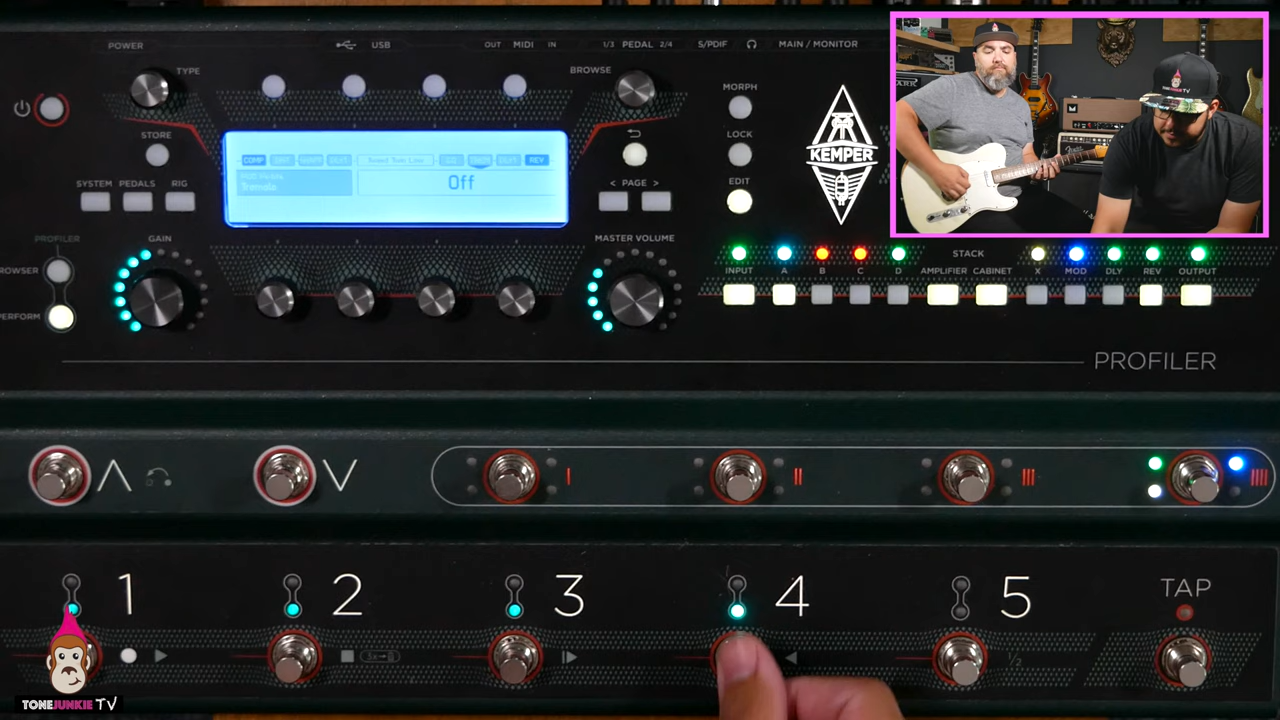 POWER
USB
OUT MIDI IN
1/3 PEDAL 2/4
S/PDIF
MAIN / MONITOR
TYPE
BROWSE
MORPH
STORE
LOCK
SYSTEM PEDALS RIG
< PAGE >
EDIT
KEMPER
COMP
REV
Tremolo
Off
PROFILER
GAIN
MASTER VOLUME
STACK
BROWSER
INPUT A B C D AMPLIFIER CABINET X MOD DLY REV OUTPUT
PERFORM
PROFILER
I II III IIII
1 2 3 4 5 TAP
3x→8
1/2
TONEJUNKIE TV